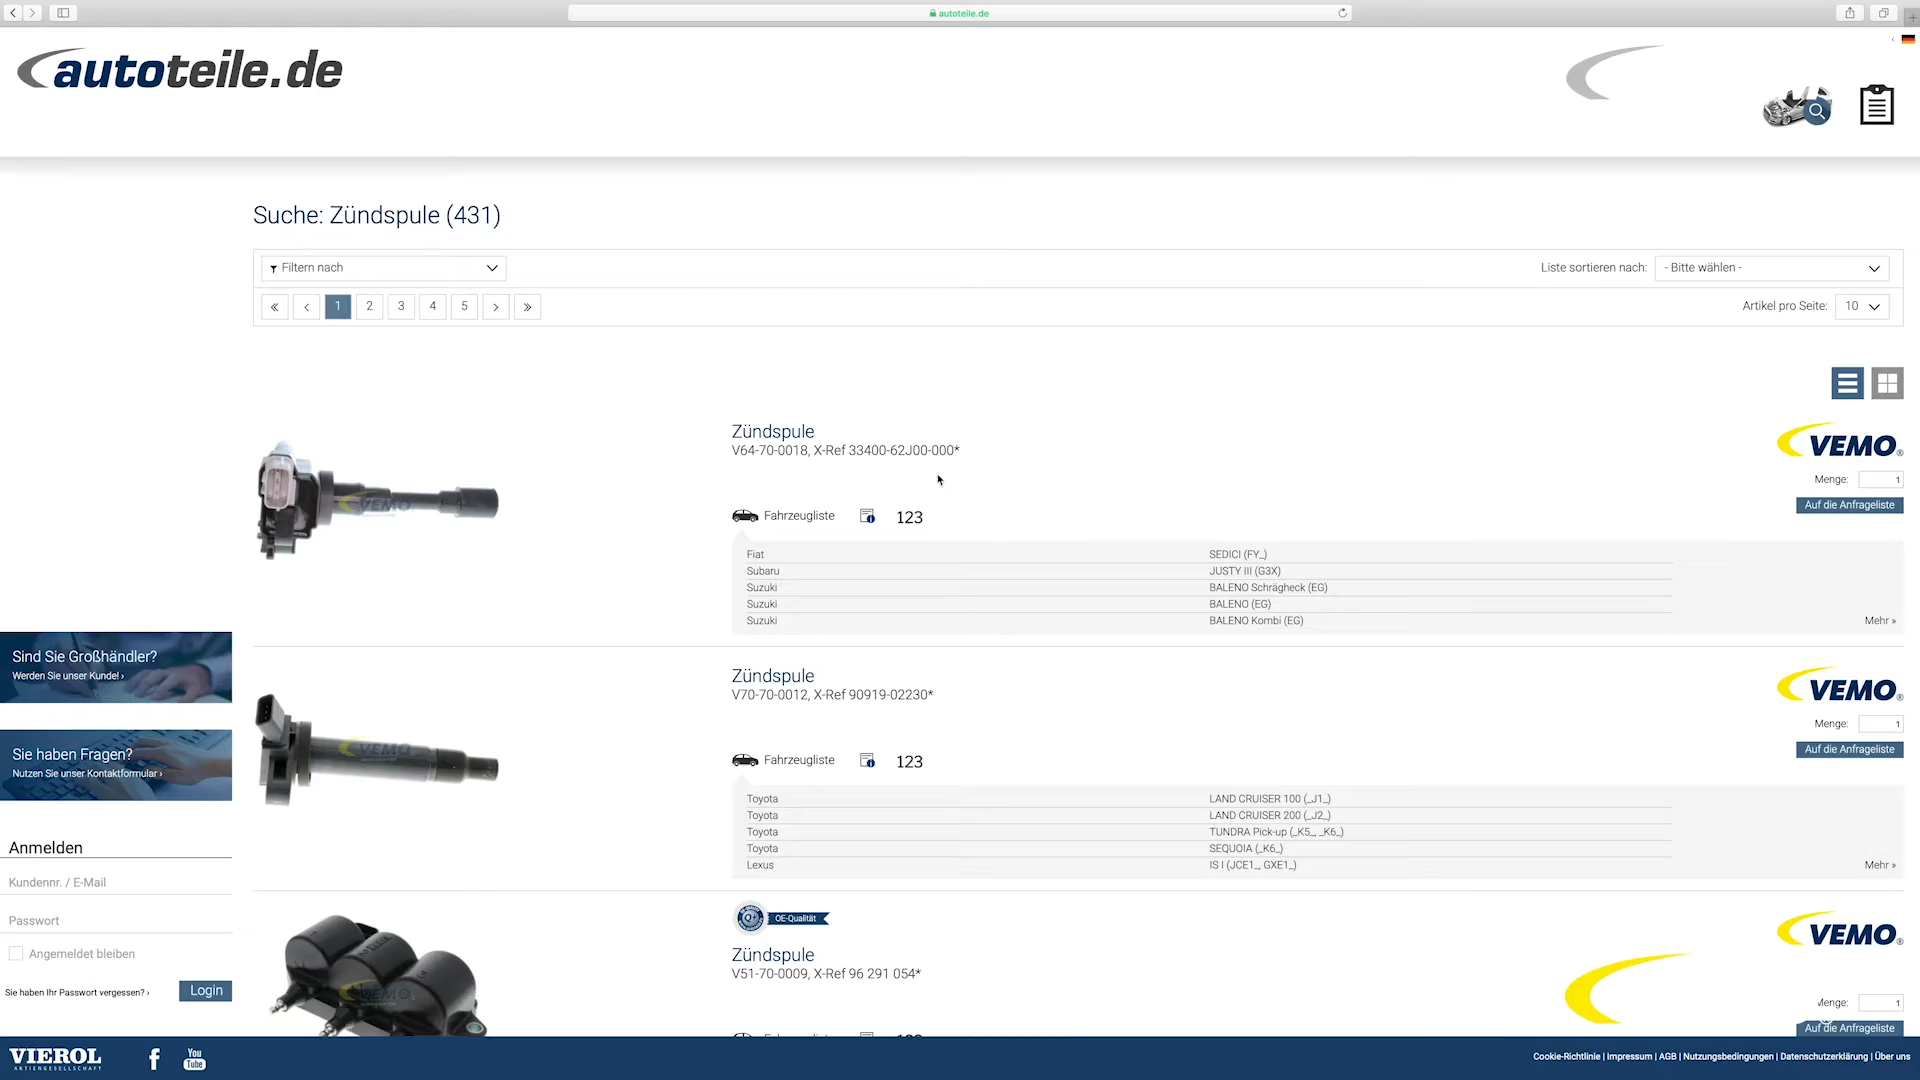 autoteile.de
autoteile.de
Suche: Zündspule (431)
Filtern nach
Liste sortieren nach: - Bitte wählen -
« ‹ 1 2 3 4 5 › »
Artikel pro Seite: 10
Zündspule
V64-70-0018, X-Ref 33400-62J00-000*
VEMO®
Menge: 1
Auf die Anfrageliste
Fahrzeugliste 123
Fiat SEDICI (FY_)
Subaru JUSTY III (G3X)
Suzuki BALENO Schrägheck (EG)
Suzuki BALENO (EG)
Suzuki BALENO Kombi (EG)
Mehr »
VEMO
Zündspule
V70-70-0012, X-Ref 90919-02230*
VEMO®
Menge: 1
Auf die Anfrageliste
Fahrzeugliste 123
Toyota LAND CRUISER 100 (_J1_)
Toyota LAND CRUISER 200 (_J2_)
Toyota TUNDRA Pick-up (_K5_, _K6_)
Toyota SEQUOIA (_K6_)
Lexus IS I (JCE1_, GXE1_)
Mehr »
VEMO
Q+
OE-Qualität
Zündspule
V51-70-0009, X-Ref 96 291 054*
VEMO®
Menge: 1
Auf die Anfrageliste
VEMO
Sind Sie Großhändler?
Werden Sie unser Kunde! ›
Sie haben Fragen?
Nutzen Sie unser Kontaktformular ›
Anmelden
Kundennr. / E-Mail
Passwort
Angemeldet bleiben
Sie haben Ihr Passwort vergessen? ›
Login
VIEROL
AKTIENGESELLSCHAFT
f
You
Tube
Cookie-Richtlinie | Impressum | AGB | Nutzungsbedingungen | Datenschutzerklärung | Über uns